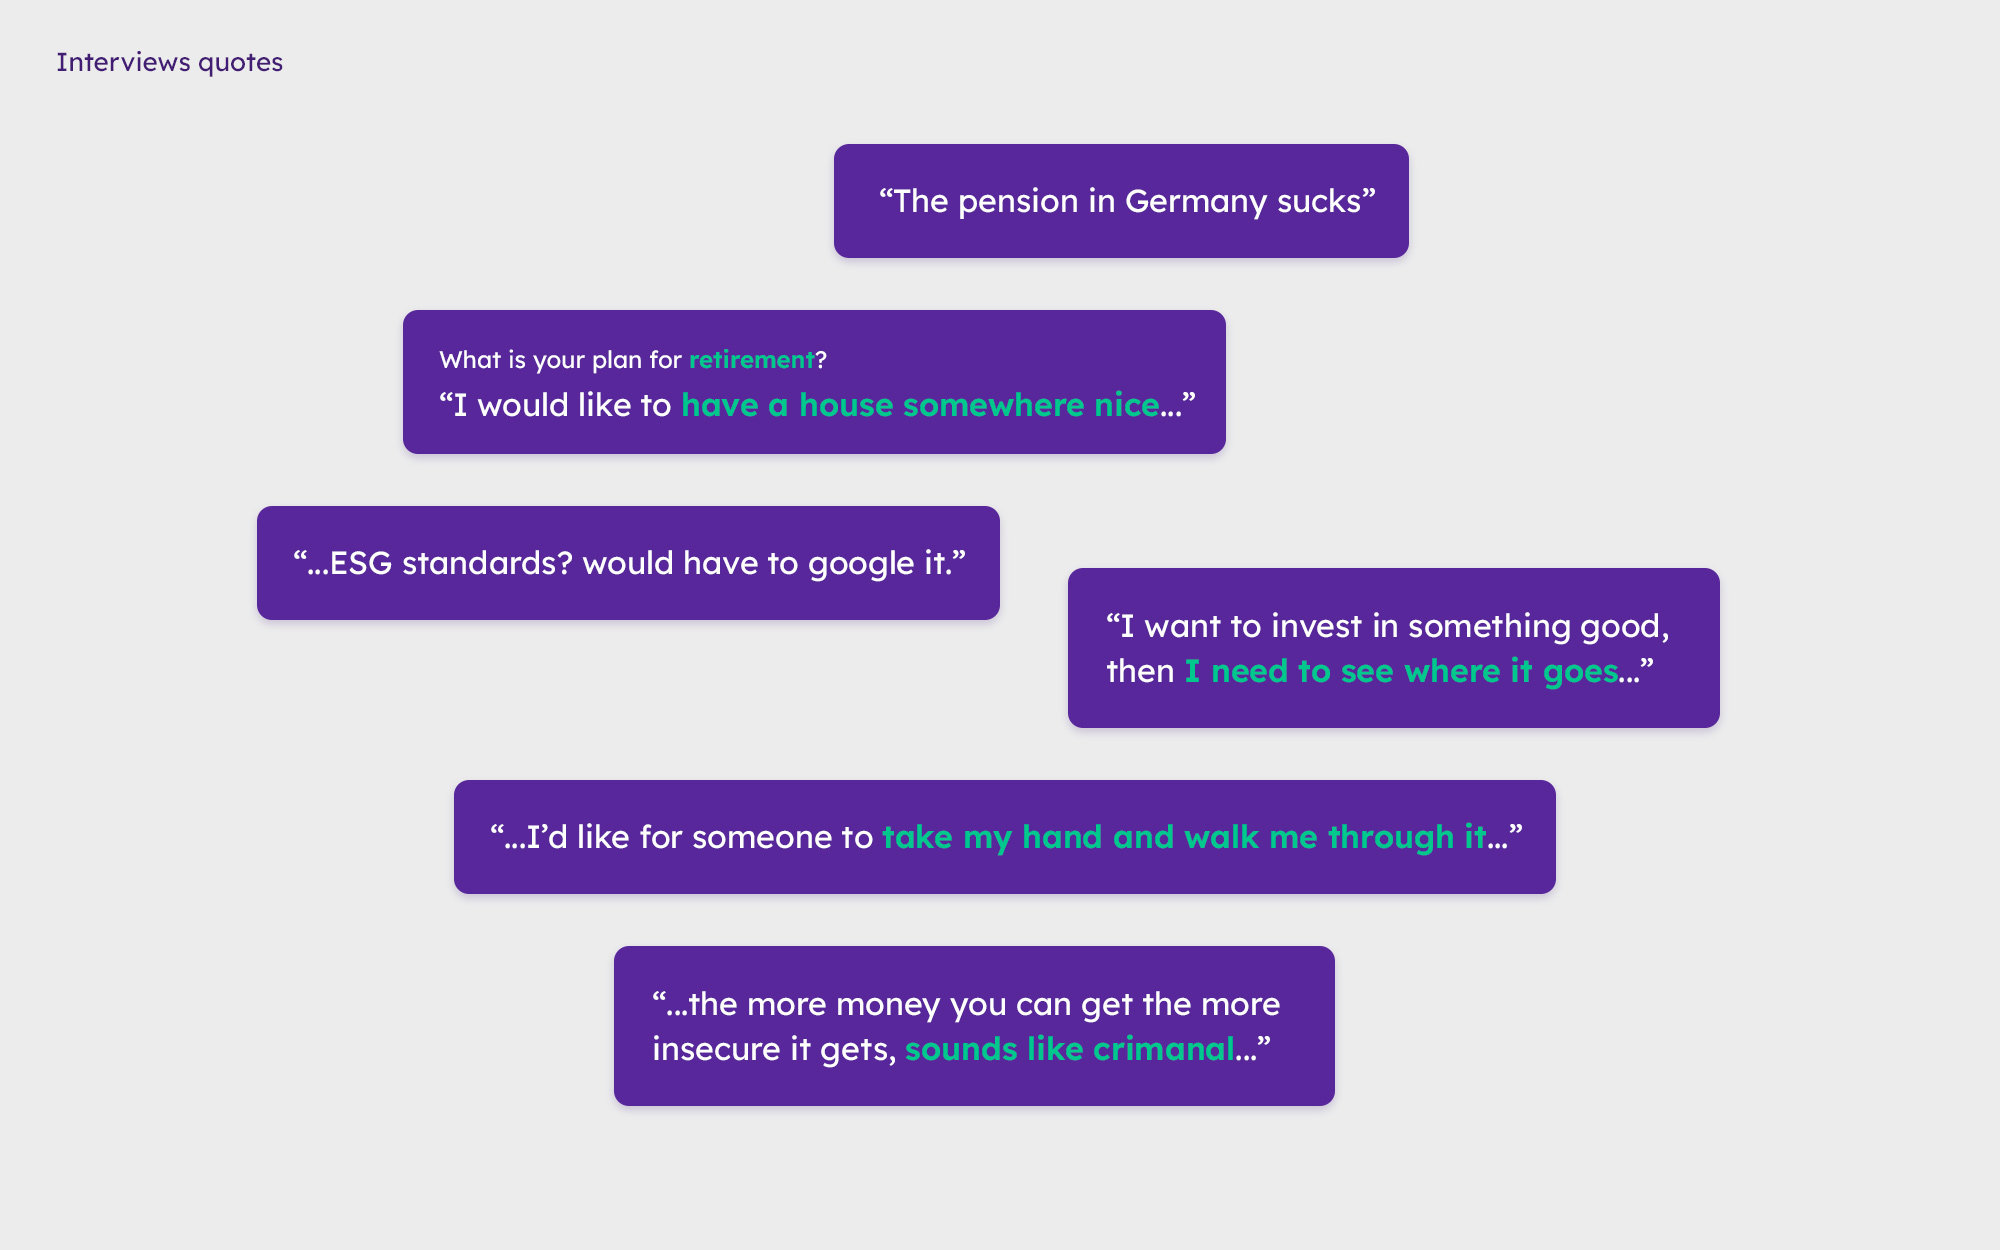 Interviews quotes
“The pension in Germany sucks”
What is your plan for retirement?
“I would like to have a house somewhere nice...”
“...ESG standards? would have to google it.”
“I want to invest in something good,
then I need to see where it goes...”
“...I’d like for someone to take my hand and walk me through it...”
“...the more money you can get the more
insecure it gets, sounds like crimanal...”